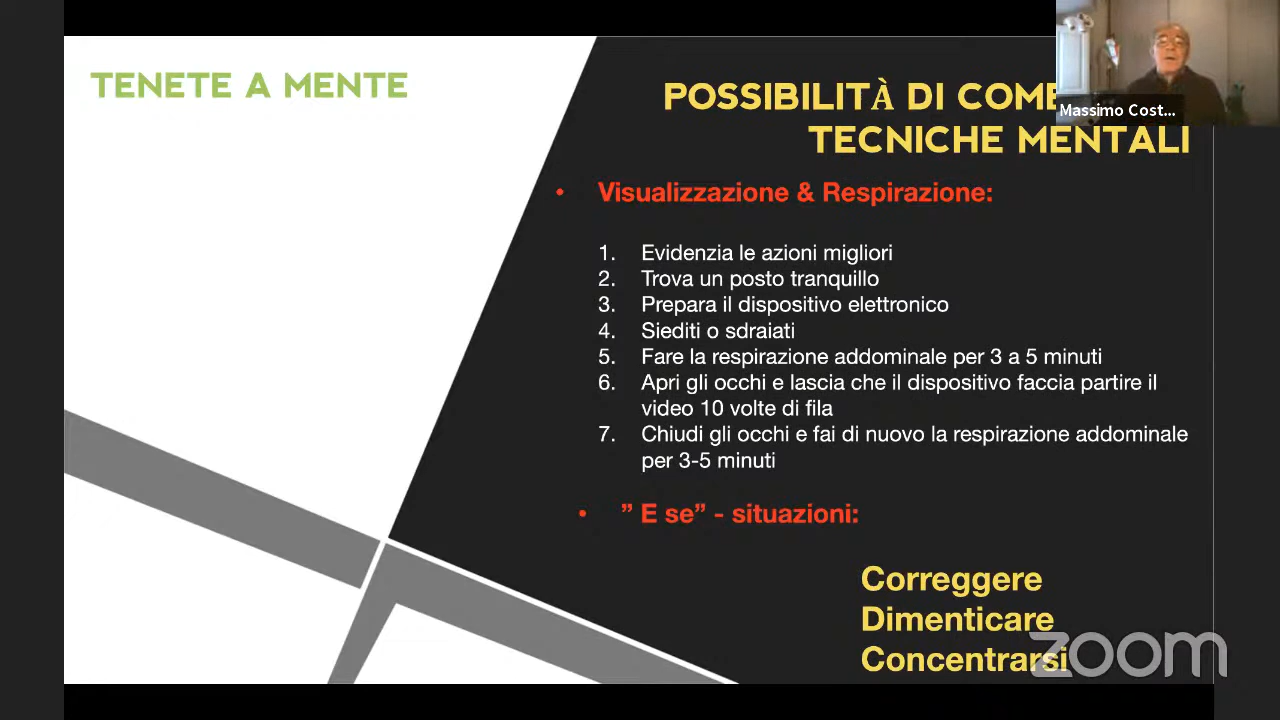 TENETE A MENTE
POSSIBILITÀ DI
TECNICHE MENTALI
Massimo Cost...
• Visualizzazione & Respirazione:
1. Evidenzia le azioni migliori
2. Trova un posto tranquillo
3. Prepara il dispositivo elettronico
4. Siediti o sdraiati
5. Fare la respirazione addominale per 3 a 5 minuti
6. Apri gli occhi e lascia che il dispositivo faccia partire il
video 10 volte di fila
7. Chiudi gli occhi e fai di nuovo la respirazione addominale
per 3-5 minuti
• ” E se” - situazioni:
Correggere
Dimenticare
Concentrarsi
zoom